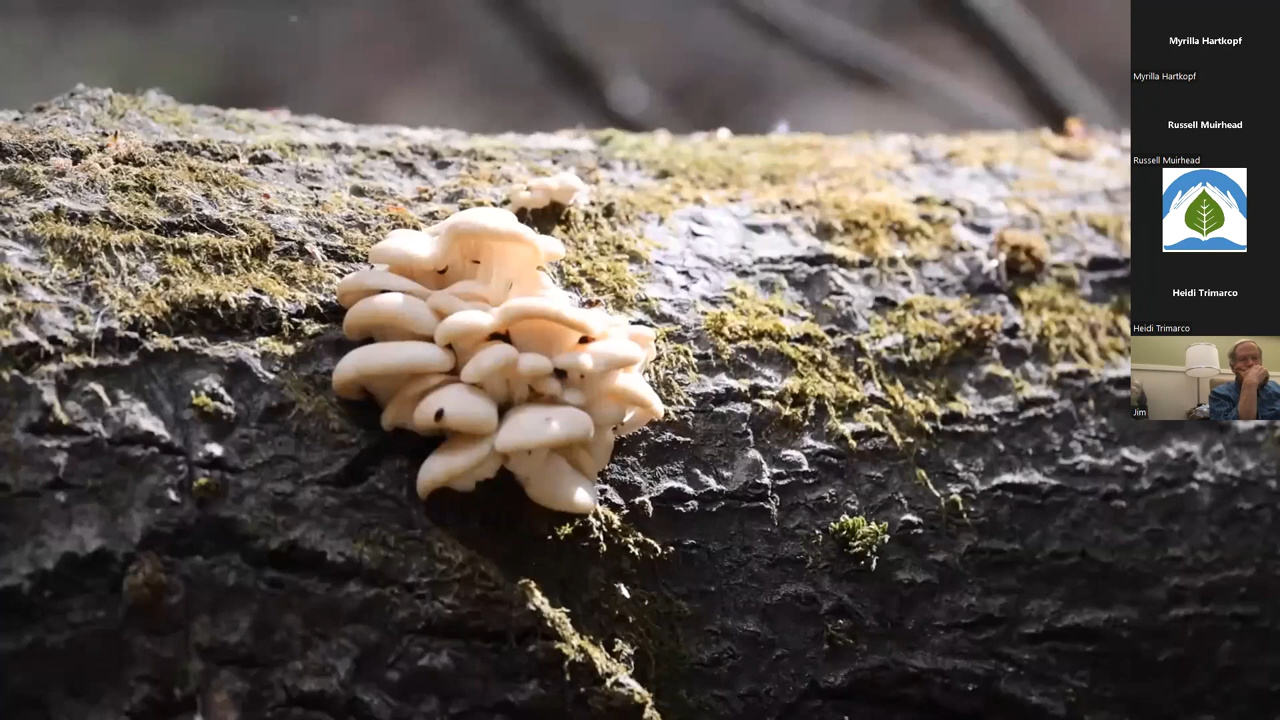 Myrilla Hartkopf
Myrilla Hartkopf
Russell Muirhead
Russell Muirhead
Heidi Trimarco
Heidi Trimarco
Jim